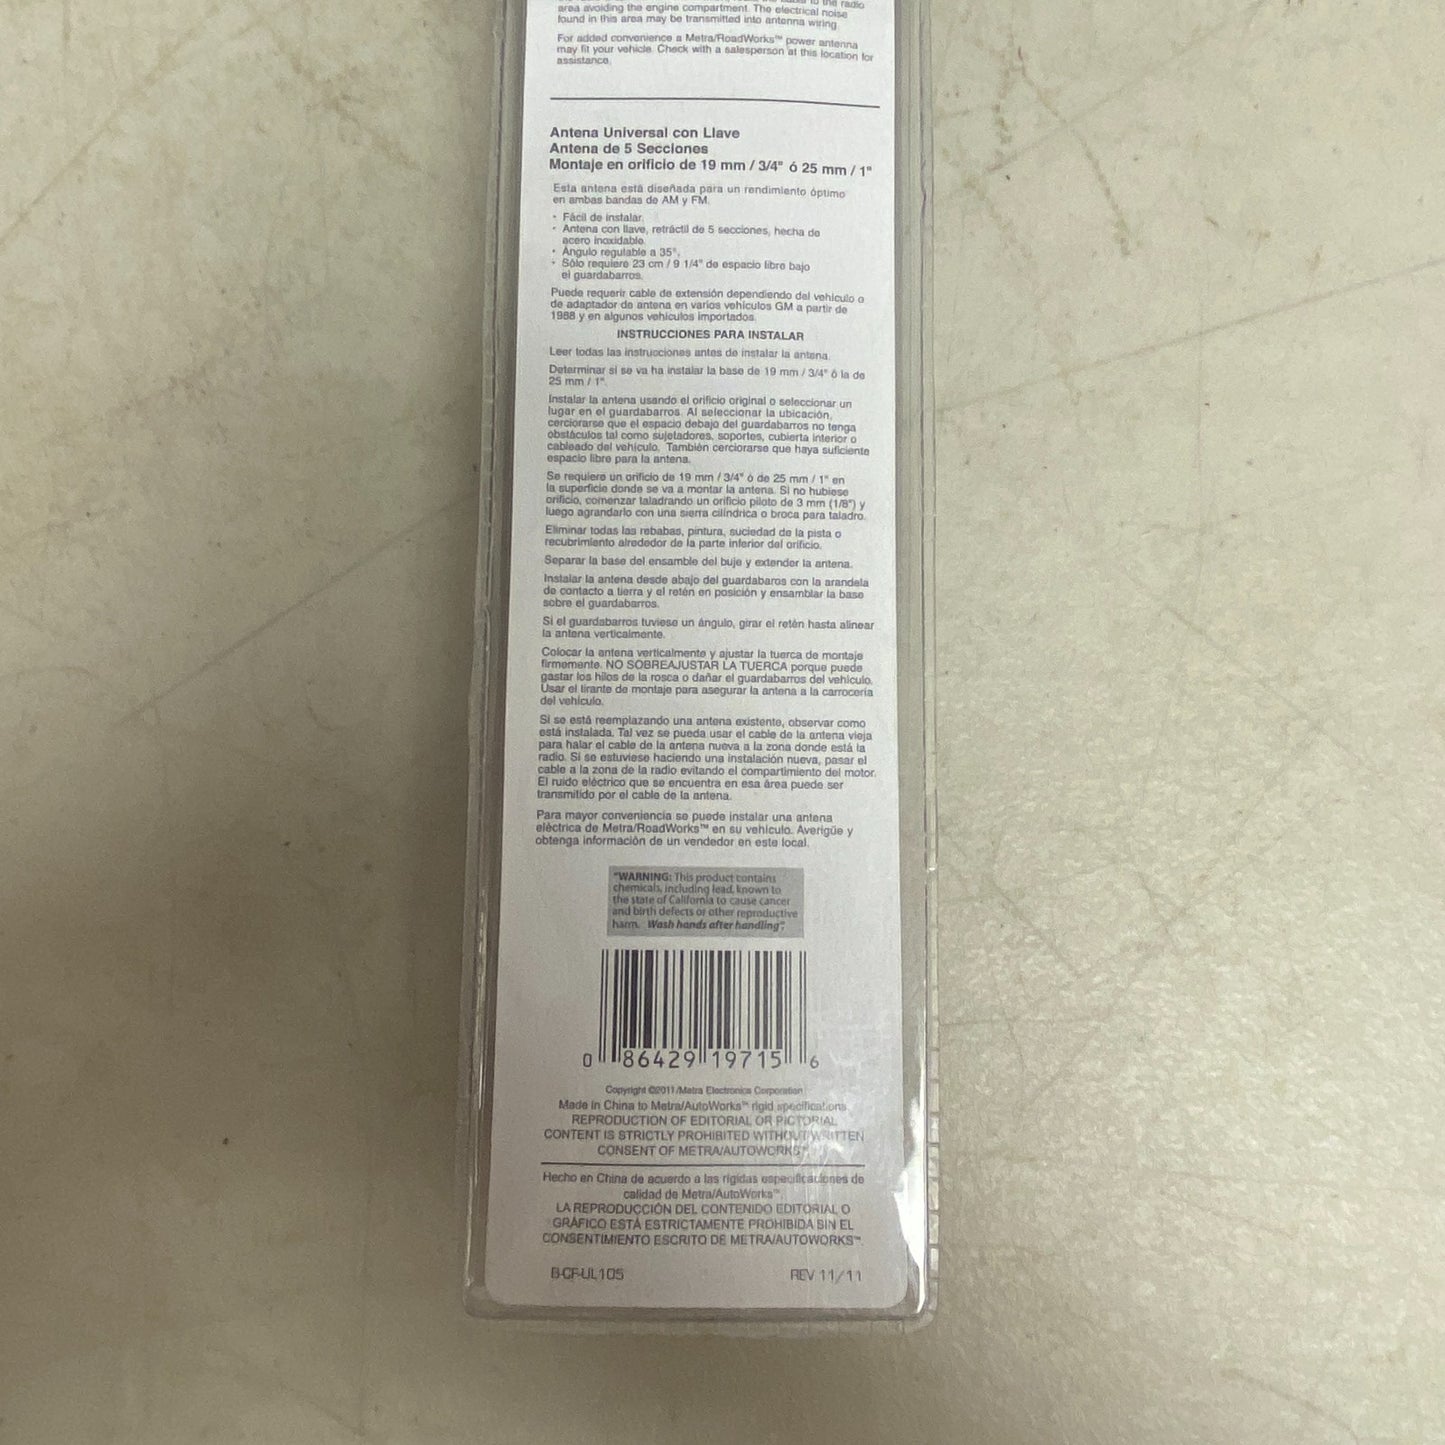 to the radio
area avoiding the engine compartment. The electrical noise
found in this area may be transmitted into antenna wiring.
For added convenience a Metra/RoadWorks™ power antenna
may fit your vehicle. Check with a salesperson at this location for
assistance.
Antena Universal con Llave
Antena de 5 Secciones
Montaje en orificio de 19 mm / 3/4" ó 25 mm / 1"
Esta antena está diseñada para un rendimiento óptimo
en ambas bandas de AM y FM.
• Fácil de instalar.
• Antena con llave, retráctil de 5 secciones, hecha de
acero inoxidable.
• Ángulo regulable a 35°.
• Sólo requiere 23 cm / 9 1/4" de espacio libre bajo
el guardabarros.
Puede requerir cable de extensión dependiendo del vehículo o
de adaptador de antena en varios vehículos GM a partir de
1988 y en algunos vehículos importados.
INSTRUCCIONES PARA INSTALAR
Leer todas las instrucciones antes de instalar la antena.
Determinar si se va ha instalar la base de 19 mm / 3/4" ó la de
25 mm / 1".
Instalar la antena usando el orificio original o seleccionar un
lugar en el guardabarros. Al seleccionar la ubicación,
cerciorarse que el espacio debajo del guardabarros no tenga
obstáculos tal como sujetadores, soportes, cubierta interior o
cableado del vehículo. También cerciorarse que haya suficiente
espacio libre para la antena.
Se requiere un orificio de 19 mm / 3/4" ó de 25 mm / 1" en
la superficie donde se va a montar la antena. Si no hubiese
orificio, comenzar taladrando un orificio piloto de 3 mm (1/8") y
luego agrandarlo con una sierra cilíndrica o broca para taladro.
Eliminar todas las rebabas, pintura, suciedad de la pista o
recubrimiento alrededor de la parte inferior del orificio.
Separar la base del ensamble del buje y extender la antena.
Instalar la antena desde abajo del guardabaros con la arandela
de contacto a tierra y el retén en posición y ensamblar la base
sobre el guardabarros.
Si el guardabarros tuviese un ángulo, girar el retén hasta alinear
la antena verticalmente.
Colocar la antena verticalmente y ajustar la tuerca de montaje
firmemente. NO SOBREAJUSTAR LA TUERCA porque puede
gastar los hilos de la rosca o dañar el guardabarros del vehículo.
Usar el tirante de montaje para asegurar la antena a la carrocería
del vehículo.
Si se está reemplazando una antena existente, observar como
está instalada. Tal vez se pueda usar el cable de la antena vieja
para halar el cable de la antena nueva a la zona donde está la
radio. Si se estuviese haciendo una instalación nueva, pasar el
cable a la zona de la radio evitando el compartimiento del motor.
El ruido eléctrico que se encuentra en esa área puede ser
transmitido por el cable de la antena.
Para mayor conveniencia se puede instalar una antena
eléctrica de Metra/RoadWorks™ en su vehículo. Averigüe y
obtenga información de un vendedor en este local.
"WARNING: This product contains
chemicals, including lead, known to
the state of California to cause cancer
and birth defects or other reproductive
harm. Wash hands after handling".
0 86429 19715 6
Copyright ©2011/Metra Electronics Corporation
Made in China to Metra/AutoWorks™ rigid specifications.
REPRODUCTION OF EDITORIAL OR PICTORIAL
CONTENT IS STRICTLY PROHIBITED WITHOUT WRITTEN
CONSENT OF METRA/AUTOWORKS™.
Hecho en China de acuerdo a las rígidas especificaciones de
calidad de Metra/AutoWorks™.
LA REPRODUCCIÓN DEL CONTENIDO EDITORIAL O
GRÁFICO ESTÁ ESTRICTAMENTE PROHIBIDA SIN EL
CONSENTIMIENTO ESCRITO DE METRA/AUTOWORKS™.
B-CF-UL105
REV 11/11